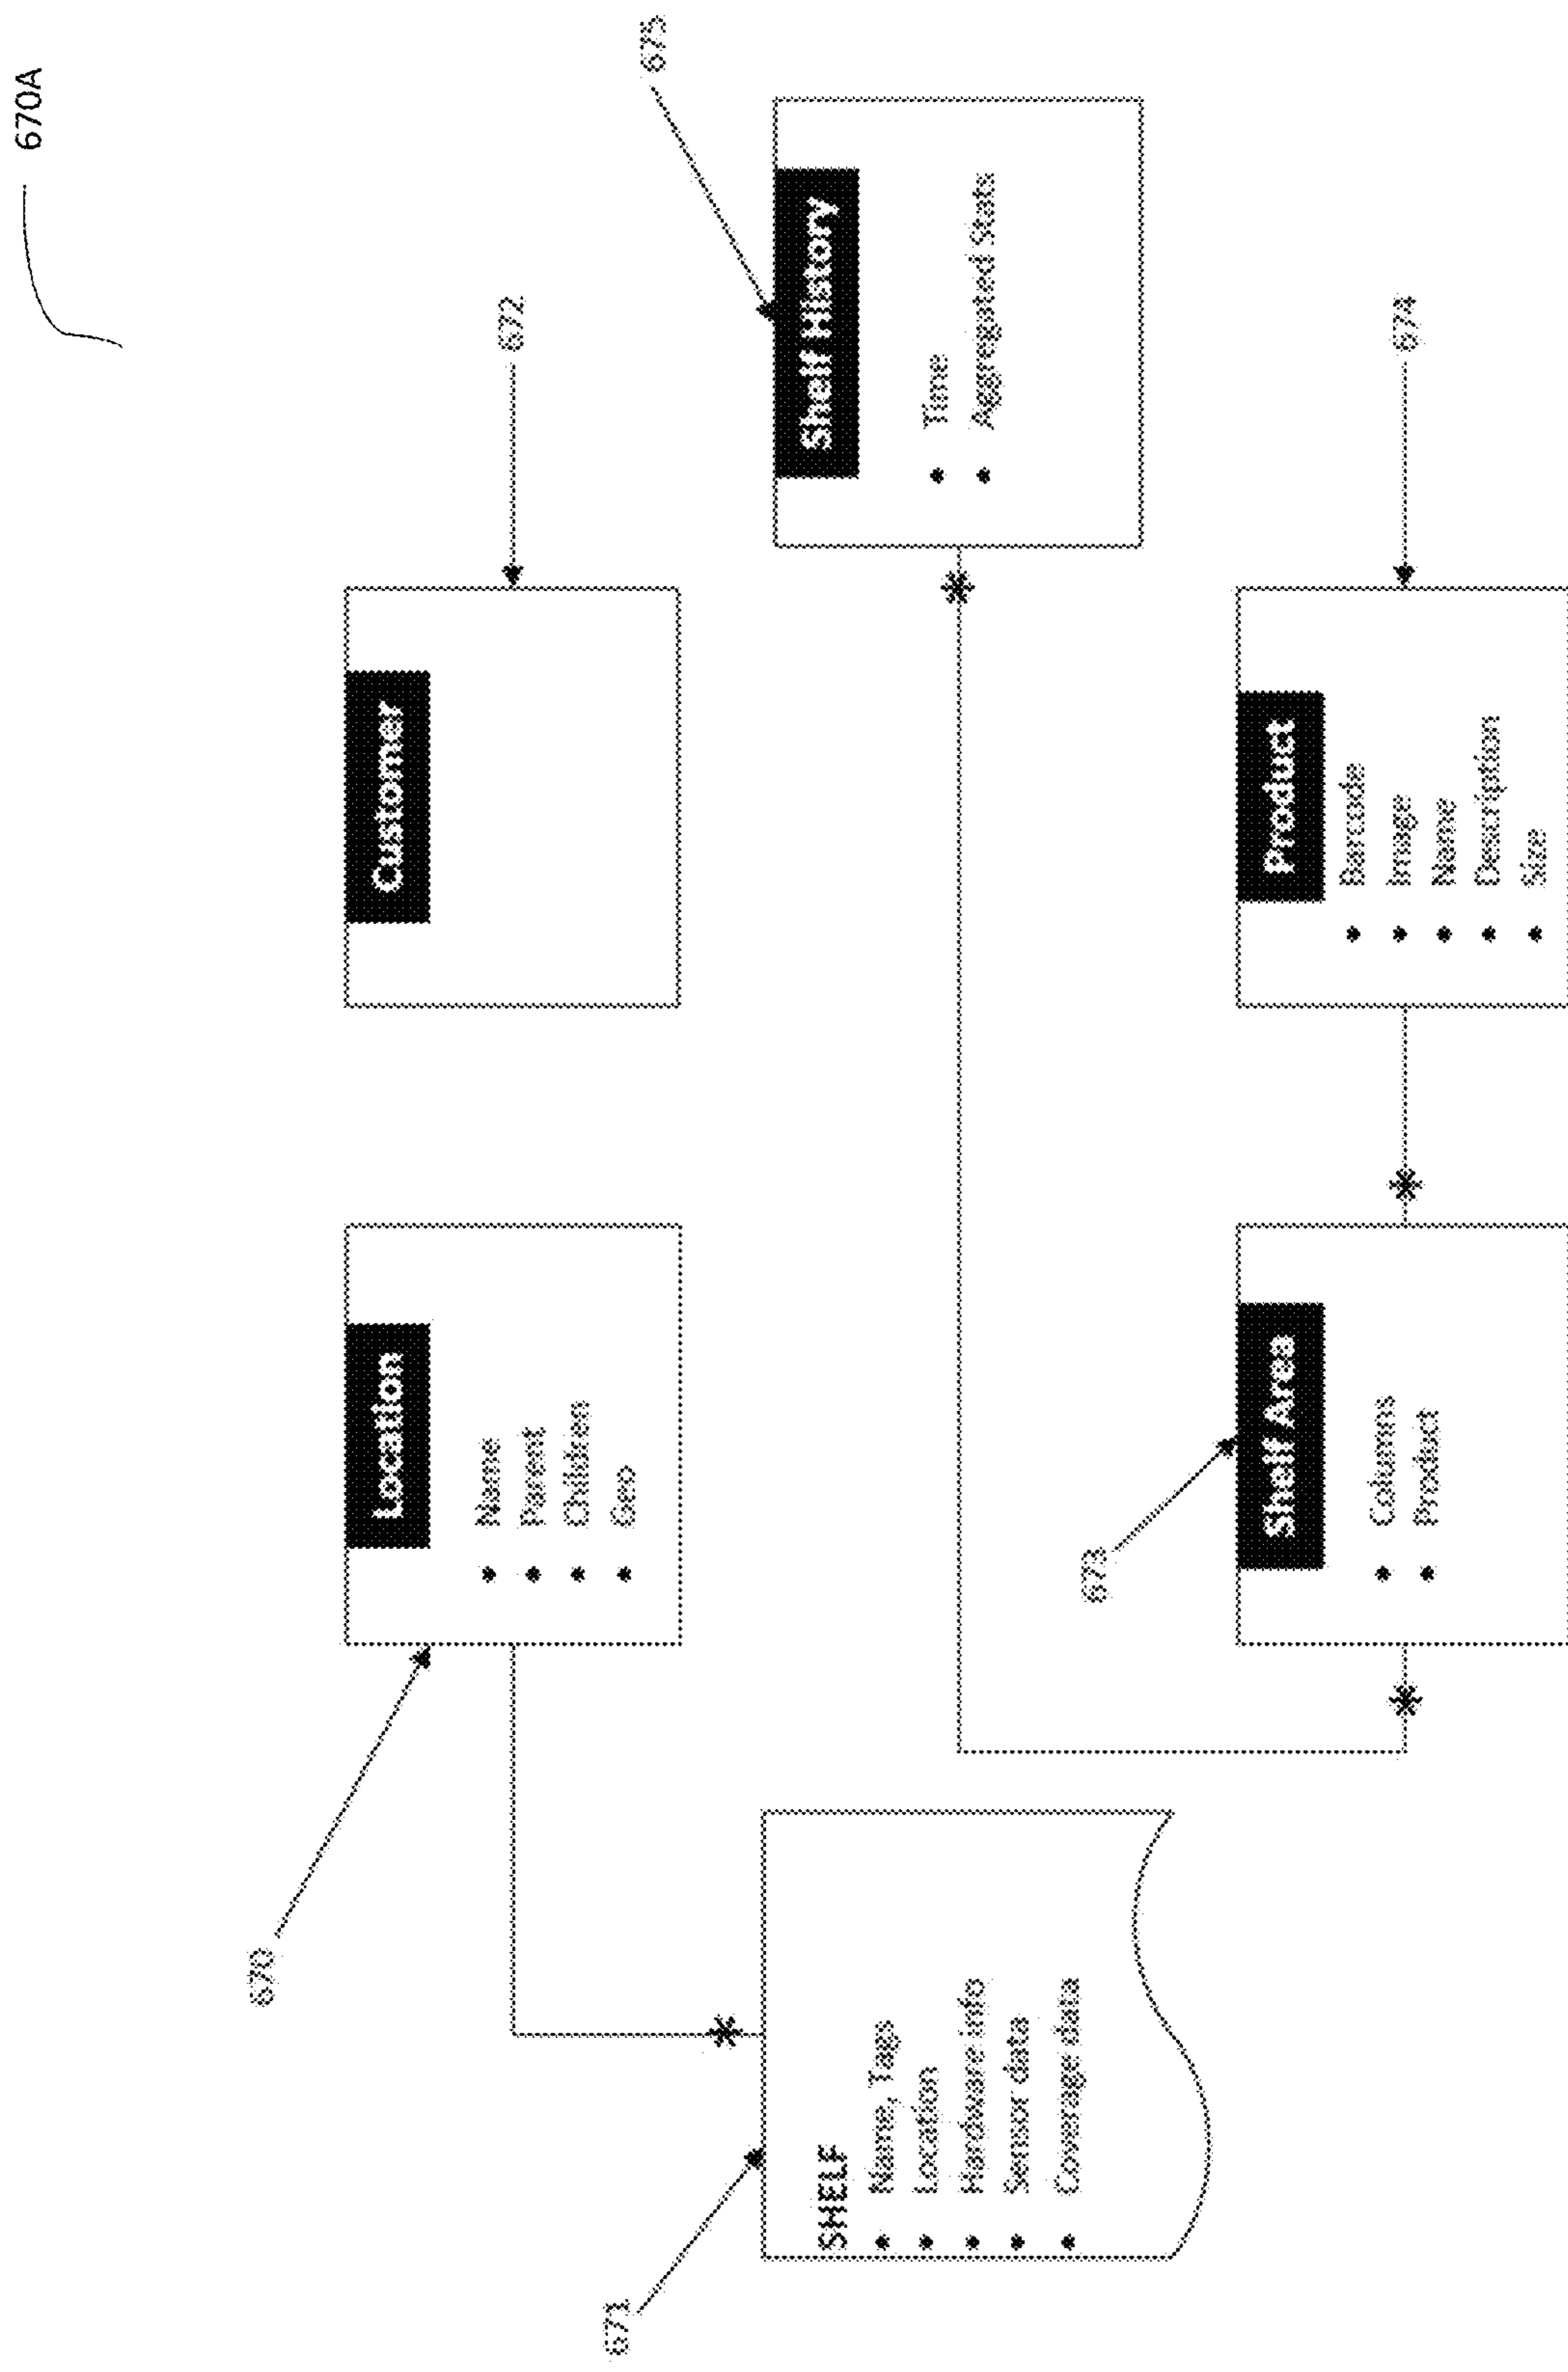 670A
670
Location
• Name
• Parent
• Children
• Geo
Customer
672
671
SHELF
• Name, Tags
• Location
• Hardware info
• Sensor data
• Coverage data
675
Shelf History
• Time
• Aggregated Stats
673
Shelf Area
• Columns
• Product
Product
• Barcode
• Image
• Name
• Description
• Size
674